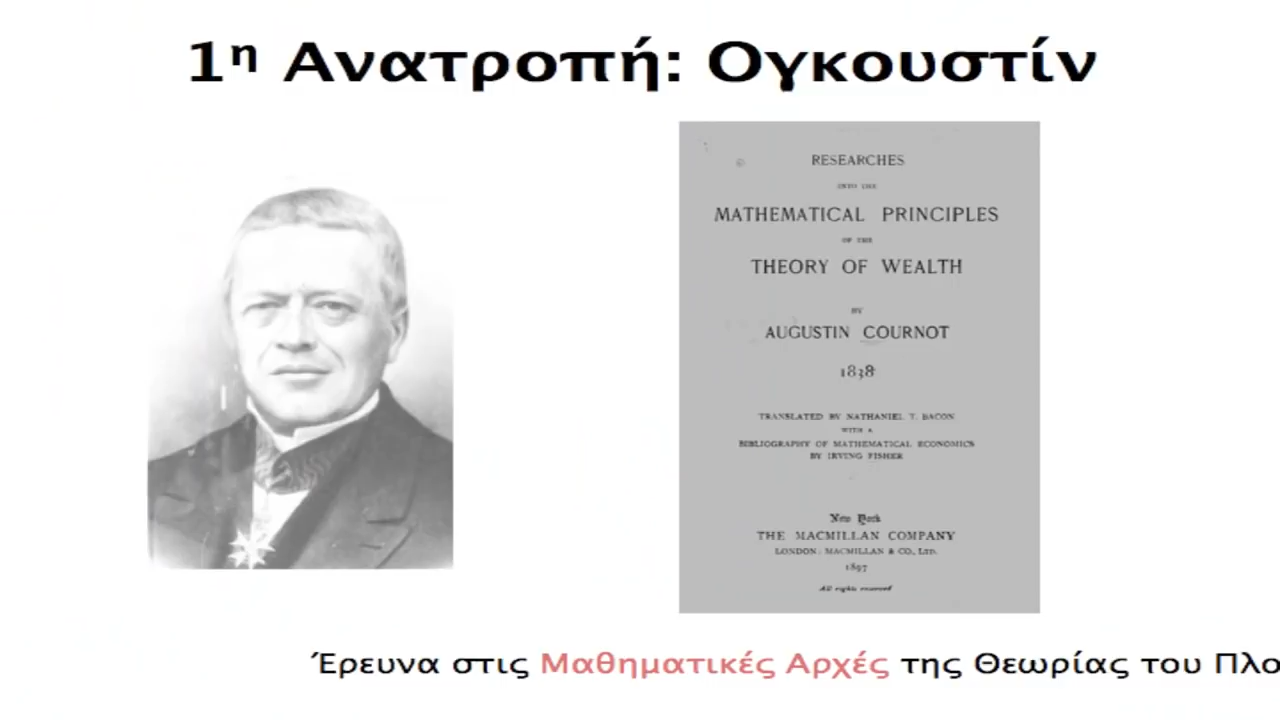 1η Ανατροπή: Ογκουστίν
RESEARCHES
INTO THE
MATHEMATICAL PRINCIPLES
OF THE
THEORY OF WEALTH
BY
AUGUSTIN COURNOT
1838
TRANSLATED BY NATHANIEL T. BACON
WITH A
BIBLIOGRAPHY OF MATHEMATICAL ECONOMICS
BY IRVING FISHER
New York
THE MACMILLAN COMPANY
LONDON: MACMILLAN & CO., LTD.
1897
All rights reserved
Έρευνα στις Μαθηματικές Αρχές της Θεωρίας του Πλο